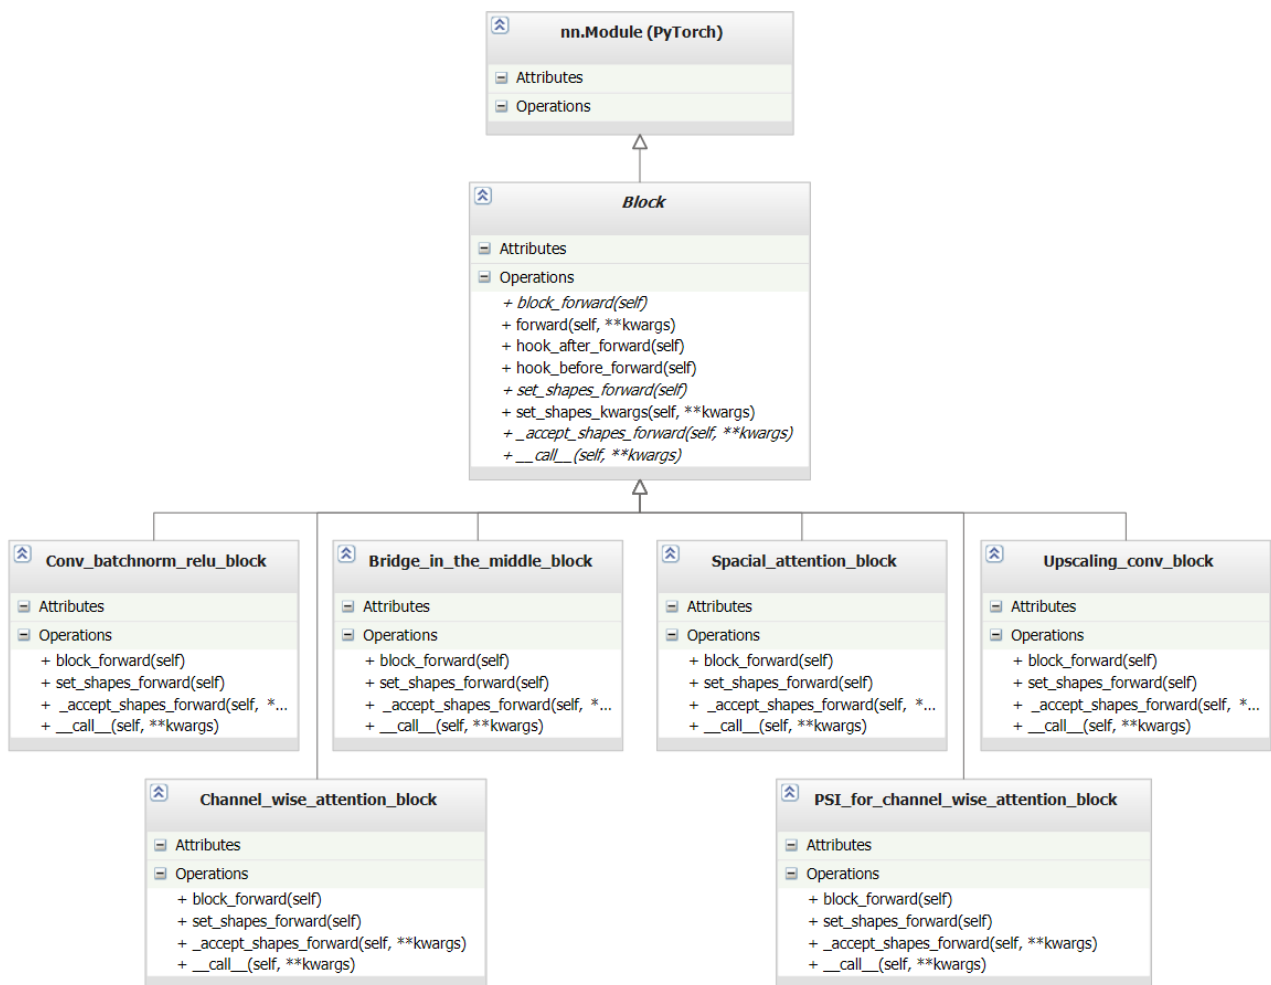 nn.Module (PyTorch)
Attributes
Operations
Block
Attributes
Operations
+ block_forward(self)
+ forward(self, **kwargs)
+ hook_after_forward(self)
+ hook_before_forward(self)
+ set_shapes_forward(self)
+ set_shapes_kwargs(self, **kwargs)
+ _accept_shapes_forward(self, **kwargs)
+ __call__(self, **kwargs)
Conv_batchnorm_relu_block
Attributes
Operations
+ block_forward(self)
+ set_shapes_forward(self)
+ _accept_shapes_forward(self, *...
+ __call__(self, **kwargs)
Bridge_in_the_middle_block
Attributes
Operations
+ block_forward(self)
+ set_shapes_forward(self)
+ _accept_shapes_forward(self, *...
+ __call__(self, **kwargs)
Spacial_attention_block
Attributes
Operations
+ block_forward(self)
+ set_shapes_forward(self)
+ _accept_shapes_forward(self, *...
+ __call__(self, **kwargs)
Upscaling_conv_block
Attributes
Operations
+ block_forward(self)
+ set_shapes_forward(self)
+ _accept_shapes_forward(self, *...
+ __call__(self, **kwargs)
Channel_wise_attention_block
Attributes
Operations
+ block_forward(self)
+ set_shapes_forward(self)
+ _accept_shapes_forward(self, **kwargs)
+ __call__(self, **kwargs)
PSI_for_channel_wise_attention_block
Attributes
Operations
+ block_forward(self)
+ set_shapes_forward(self)
+ _accept_shapes_forward(self, **kwargs)
+ __call__(self, **kwargs)